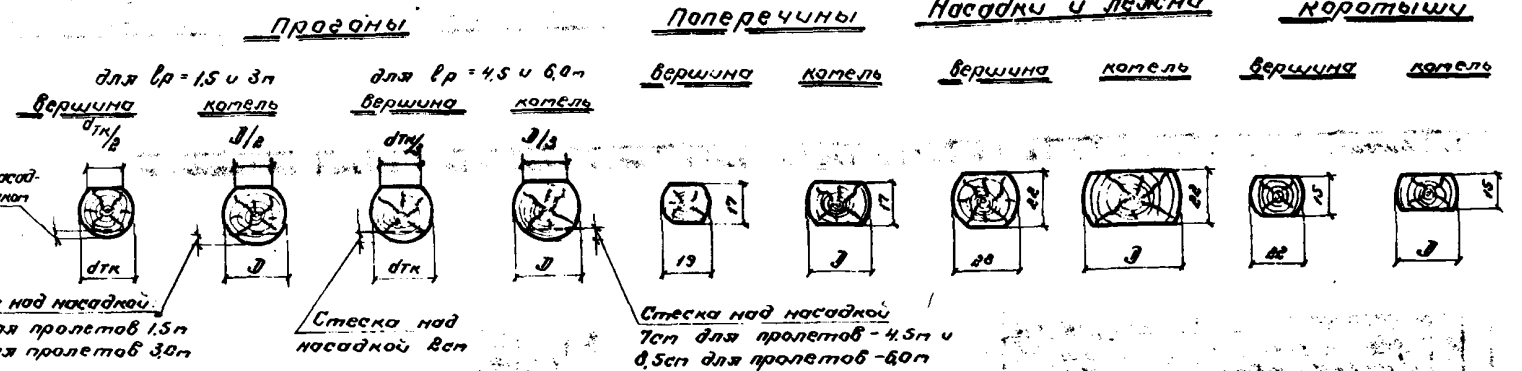 Прогоны
Поперечины
Насадки и лежни
Коротыши
для lр = 1,5 и 3м
для lр = 4,5 и 6,0м
вершина комель вершина комель вершина комель вершина комель вершина комель
dтк/2 D/2 D/3
17 17 22 22 15 15
dтк D dтк D 19 D 28 D 22 D
над насадкой
пролетов 1,5м
пролетов 3,0м
Стеска над
насадкой 2см
Стеска над насадкой
7см для пролетов - 4.5м и
8,5см для пролетов - 6,0м